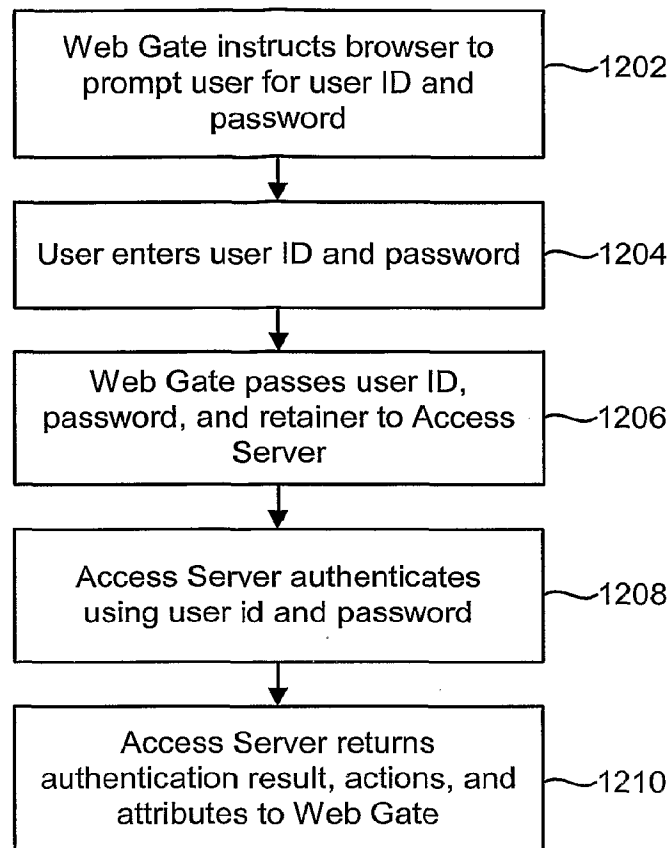 Web Gate instructs browser to
prompt user for user ID and
password
1202
User enters user ID and password
1204
Web Gate passes user ID,
password, and retainer to Access
Server
1206
Access Server authenticates
using user id and password
1208
Access Server returns
authentication result, actions, and
attributes to Web Gate
1210